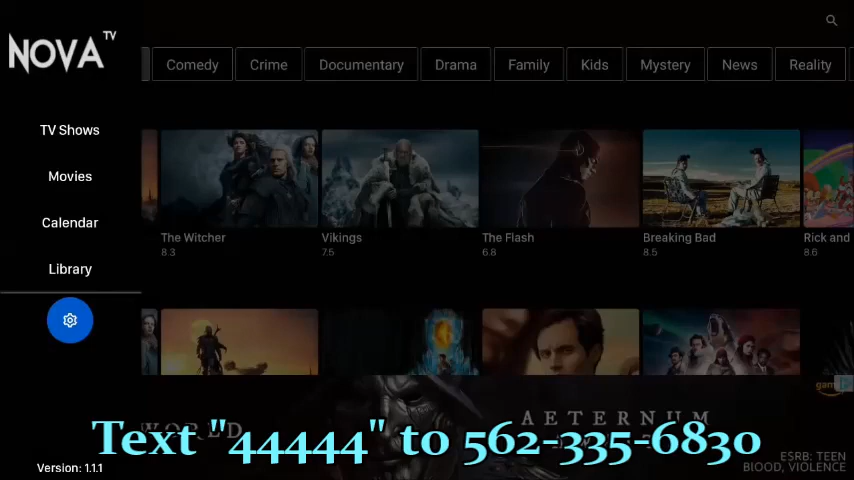 NOVA TV
Comedy Crime Documentary Drama Family Kids Mystery News Reality
TV Shows
Movies
Calendar
Library
The Witcher Vikings The Flash Breaking Bad Rick and
8.3 7.5 6.8 8.5 8.6
gam
WORLD AETERNUM
Text "44444" to 562-335-6830
ESRB: TEEN
BLOOD, VIOLENCE
Version: 1.1.1